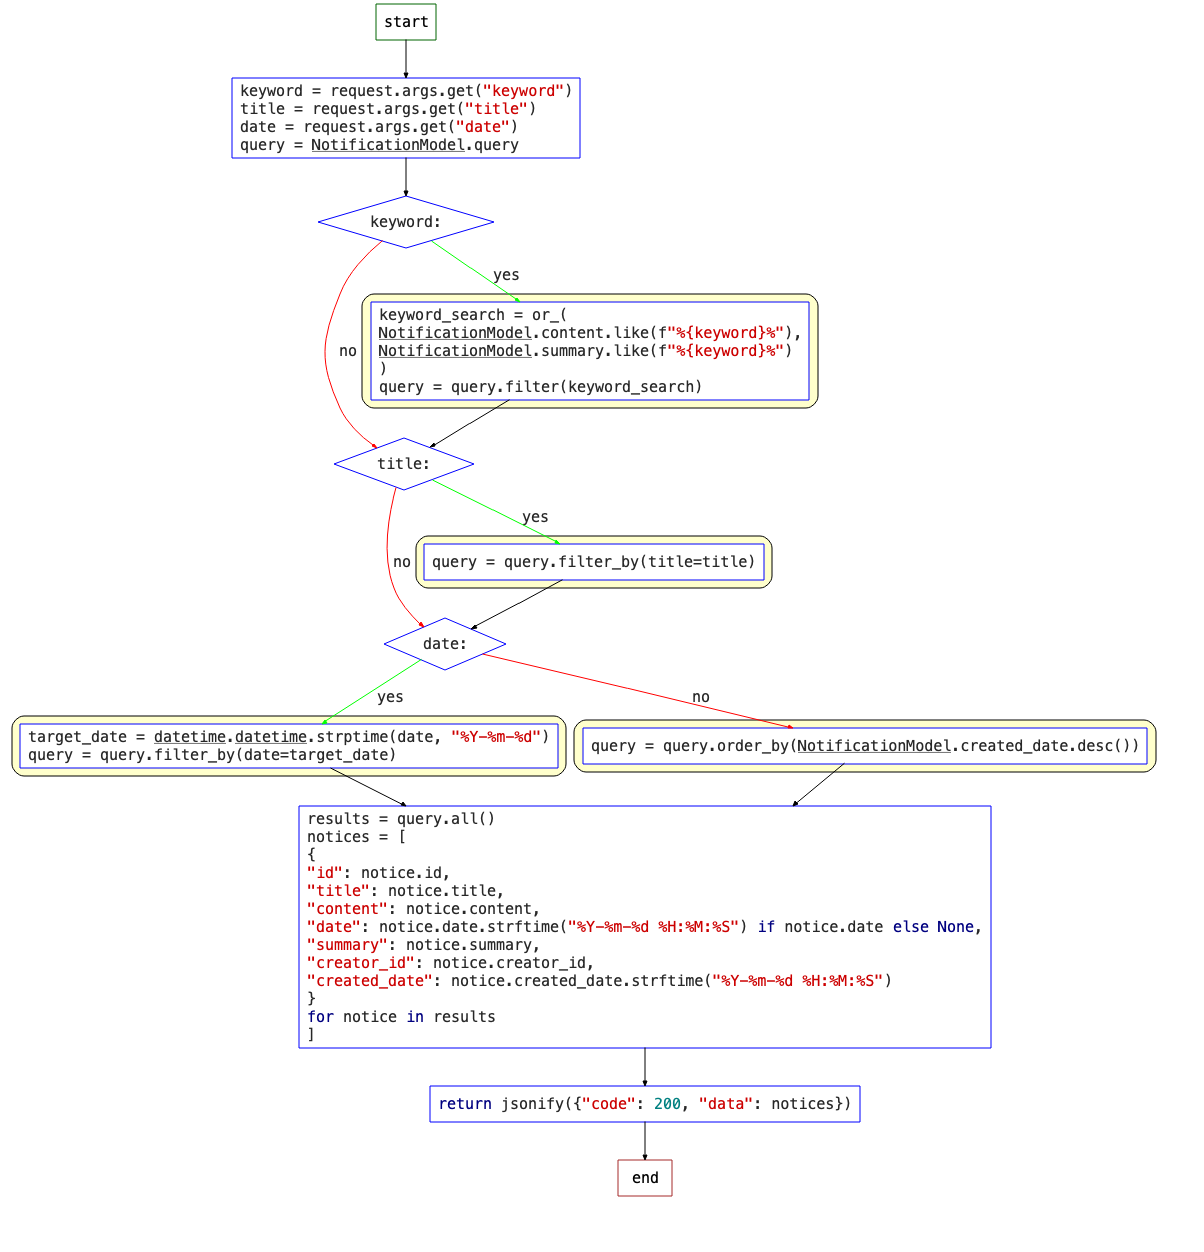 start
keyword = request.args.get("keyword")
title = request.args.get("title")
date = request.args.get("date")
query = NotificationModel.query
keyword:
yes
no
keyword_search = or_(
NotificationModel.content.like(f"%{keyword}%"),
NotificationModel.summary.like(f"%{keyword}%")
)
query = query.filter(keyword_search)
title:
yes
no
query = query.filter_by(title=title)
date:
yes
no
target_date = datetime.datetime.strptime(date, "%Y-%m-%d")
query = query.filter_by(date=target_date)
query = query.order_by(NotificationModel.created_date.desc())
results = query.all()
notices = [
{
"id": notice.id,
"title": notice.title,
"content": notice.content,
"date": notice.date.strftime("%Y-%m-%d %H:%M:%S") if notice.date else None,
"summary": notice.summary,
"creator_id": notice.creator_id,
"created_date": notice.created_date.strftime("%Y-%m-%d %H:%M:%S")
}
for notice in results
]
return jsonify({"code": 200, "data": notices})
end